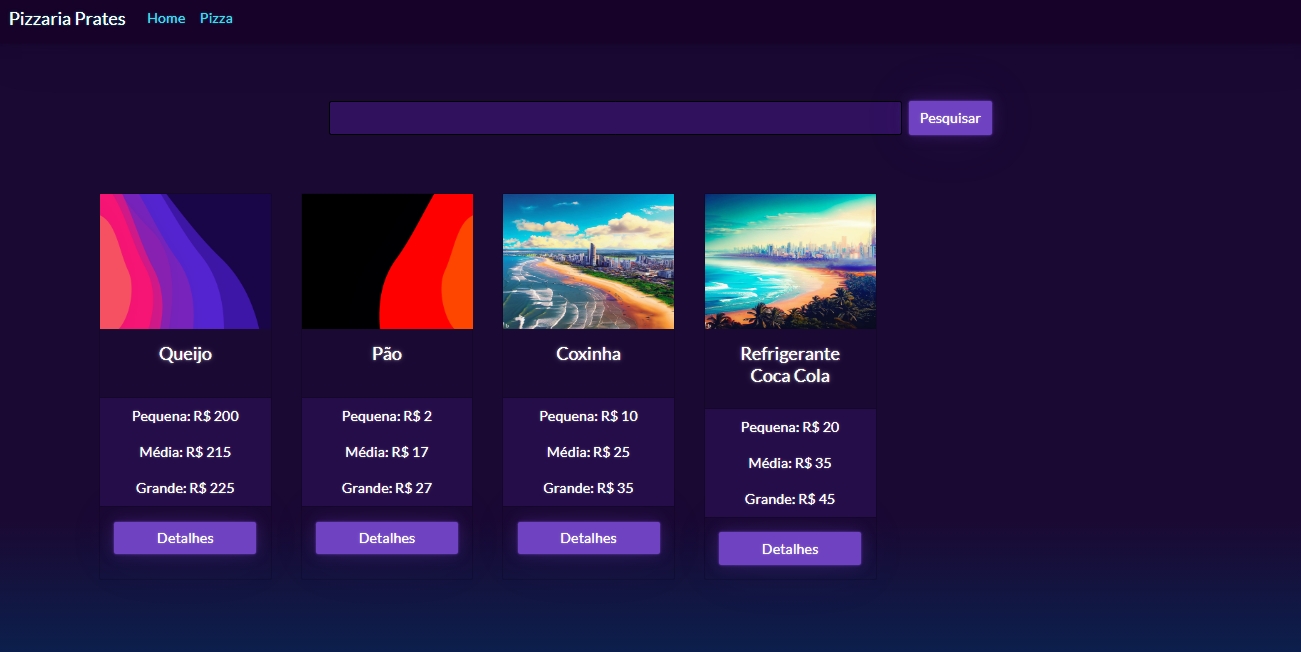 Pizzaria Prates Home Pizza
Pesquisar
Queijo
Pequena: R$ 200
Média: R$ 215
Grande: R$ 225
Detalhes
Pão
Pequena: R$ 2
Média: R$ 17
Grande: R$ 27
Detalhes
Coxinha
Pequena: R$ 10
Média: R$ 25
Grande: R$ 35
Detalhes
Refrigerante
Coca Cola
Pequena: R$ 20
Média: R$ 35
Grande: R$ 45
Detalhes